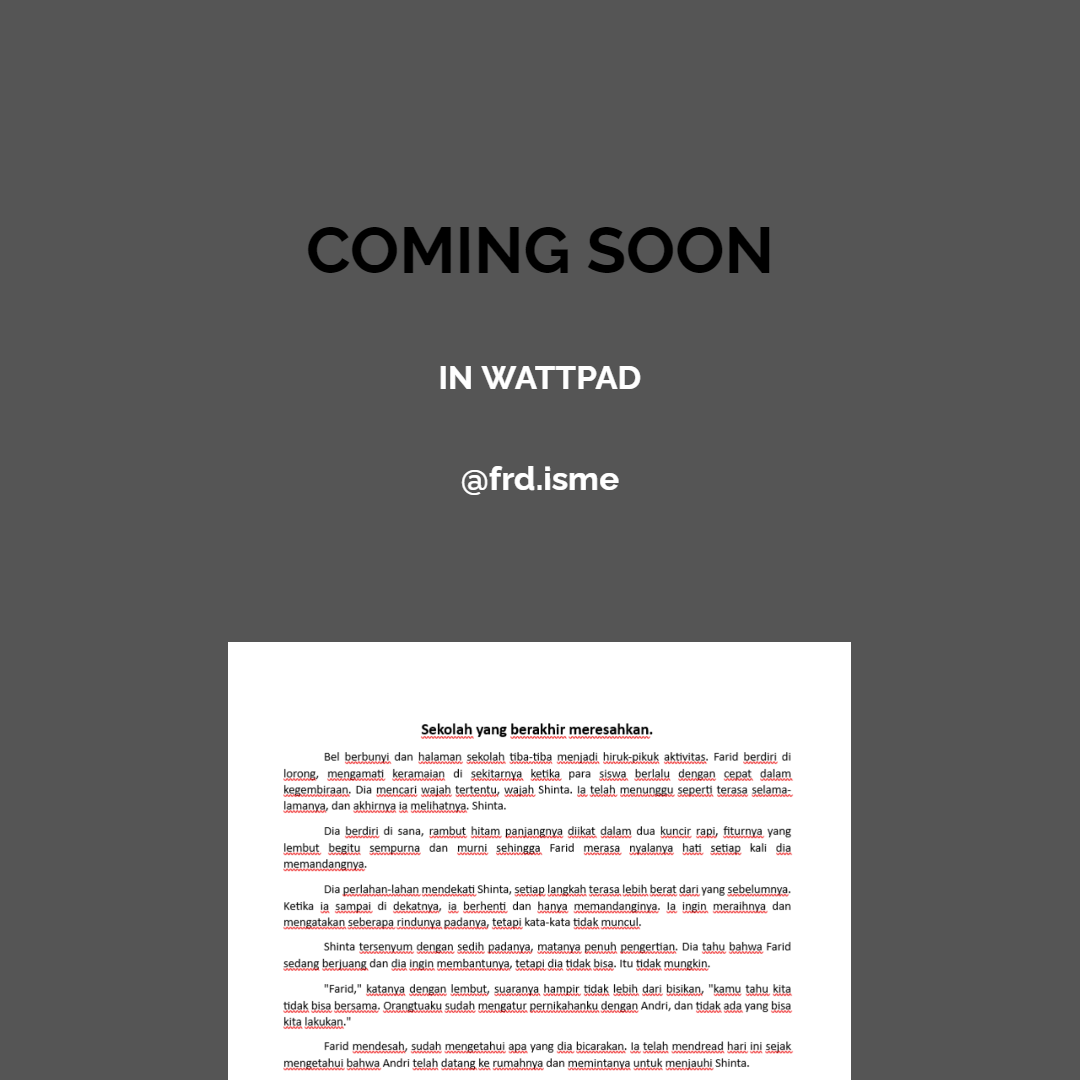 COMING SOON
IN WATTPAD
@frd.isme
Sekolah yang berakhir meresahkan.
Bel berbunyi dan halaman sekolah tiba-tiba menjadi hiruk-pikuk aktivitas. Farid berdiri di
lorong, mengamati keramaian di sekitarnya ketika para siswa berlalu dengan cepat dalam
kegembiraan. Dia mencari wajah tertentu, wajah Shinta. Ia telah menunggu seperti terasa selama-
lamanya, dan akhirnya ia melihatnya. Shinta.
Dia berdiri di sana, rambut hitam panjangnya diikat dalam dua kuncir rapi, fiturnya yang
lembut begitu sempurna dan murni sehingga Farid merasa nyalanya hati setiap kali dia
memandangnya.
Dia perlahan-lahan mendekati Shinta, setiap langkah terasa lebih berat dari yang sebelumnya.
Ketika ia sampai di dekatnya, ia berhenti dan hanya memandanginya. Ia ingin meraihnya dan
mengatakan seberapa rindunya padanya, tetapi kata-kata tidak muncul.
Shinta tersenyum dengan sedih padanya, matanya penuh pengertian. Dia tahu bahwa Farid
sedang berjuang dan dia ingin membantunya, tetapi dia tidak bisa. Itu tidak mungkin.
"Farid," katanya dengan lembut, suaranya hampir tidak lebih dari bisikan, "kamu tahu kita
tidak bisa bersama. Orangtuaku sudah mengatur pernikahanku dengan Andri, dan tidak ada yang bisa
kita lakukan."
Farid mendesah, sudah mengetahui apa yang dia bicarakan. Ia telah mendread hari ini sejak
mengetahui bahwa Andri telah datang ke rumahnya dan memintanya untuk menjauhi Shinta.